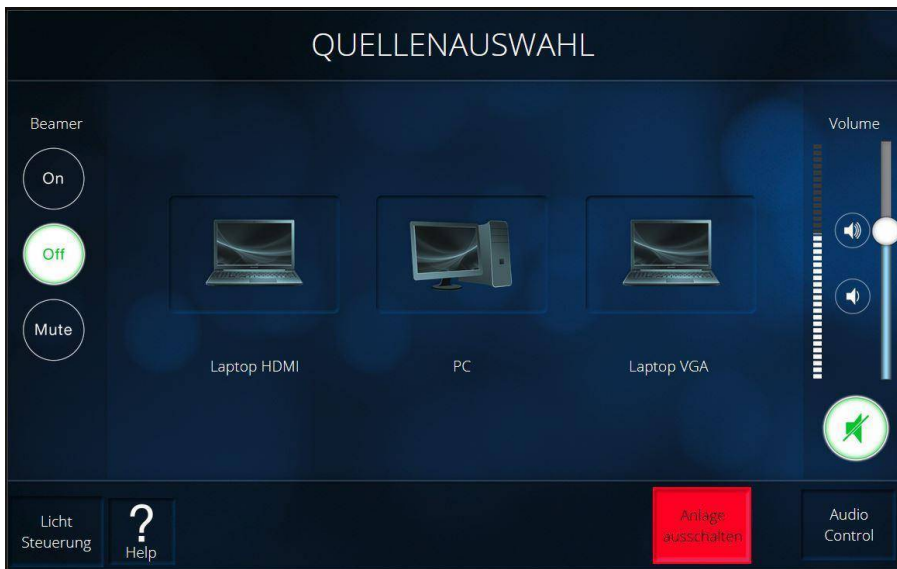 QUELLENAUSWAHL
Beamer
Volume
On
Off
Mute
Laptop HDMI
PC
Laptop VGA
Licht
Steuerung
?
Help
Anlage
ausschalten
Audio
Control